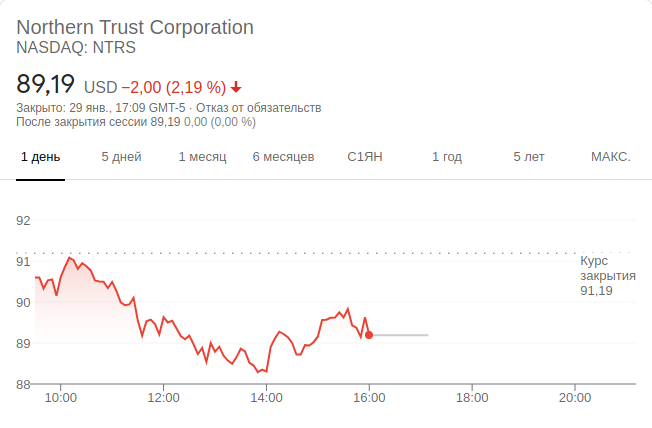 Northern Trust Corporation
NASDAQ: NTRS
89,19 USD −2,00 (2,19 %)
Закрыто: 29 янв., 17:09 GMT-5 · Отказ от обязательств
После закрытия сессии 89,19 0,00 (0,00 %)
1 день 5 дней 1 месяц 6 месяцев С1ЯН 1 год 5 лет МАКС.
92
91
Курс
закрытия
91,19
90
89
88
10:00 12:00 14:00 16:00 18:00 20:00